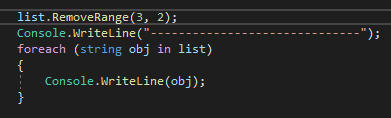 list.RemoveRange(3, 2);
Console.WriteLine("------------------------------");
foreach (string obj in list)
{
    Console.WriteLine(obj);
}